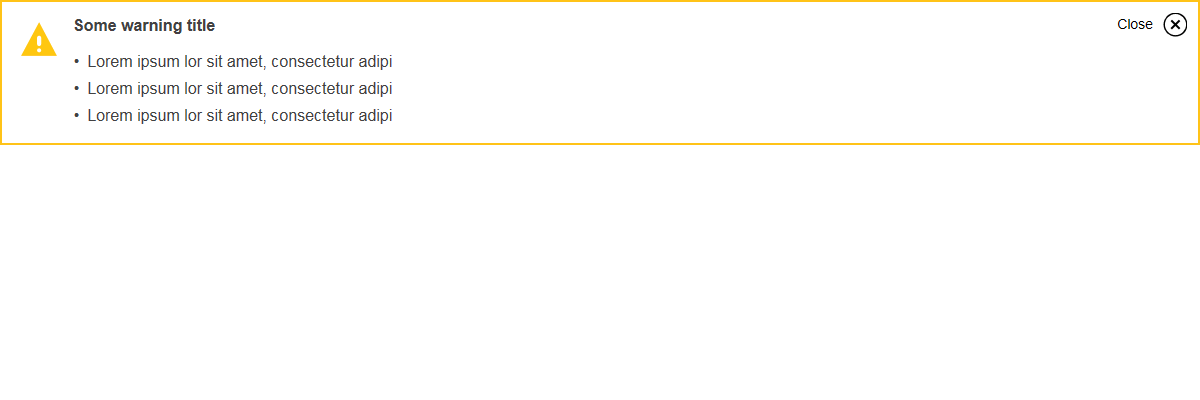 Some warning title
Close
• Lorem ipsum lor sit amet, consectetur adipi
• Lorem ipsum lor sit amet, consectetur adipi
• Lorem ipsum lor sit amet, consectetur adipi